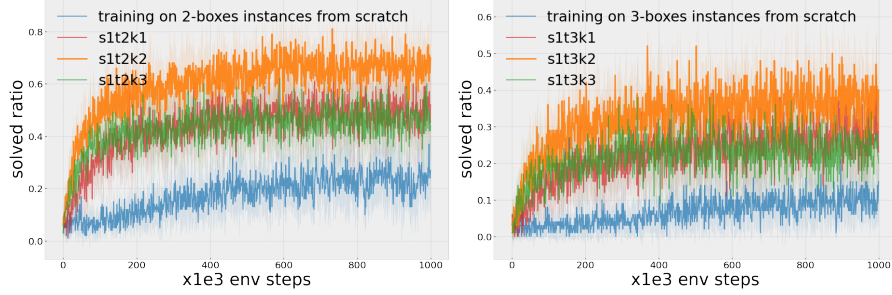 training on 2-boxes instances from scratch
s1t2k1
s1t2k2
s1t2k3
solved ratio
0.8
0.6
0.4
0.2
0.0
0
200
400
600
800
1000
x1e3 env steps
training on 3-boxes instances from scratch
s1t3k1
s1t3k2
s1t3k3
solved ratio
0.6
0.5
0.4
0.3
0.2
0.1
0.0
0
200
400
600
800
1000
x1e3 env steps